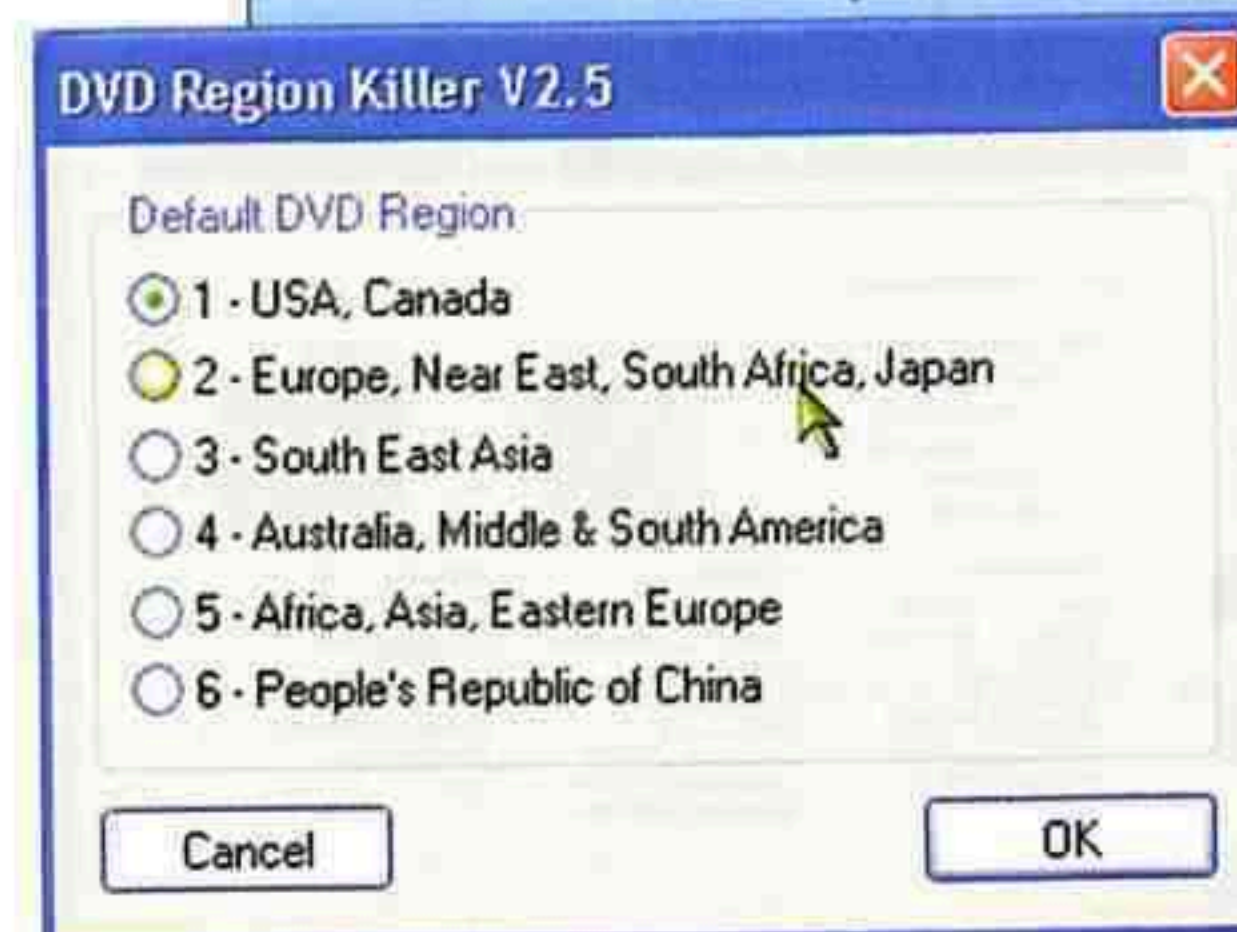 DVD Region Killer V2.5
Default DVD Region
1 - USA, Canada
2 - Europe, Near East, South Africa, Japan
3 - South East Asia
4 - Australia, Middle & South America
5 - Africa, Asia, Eastern Europe
6 - People's Republic of China
Cancel
OK